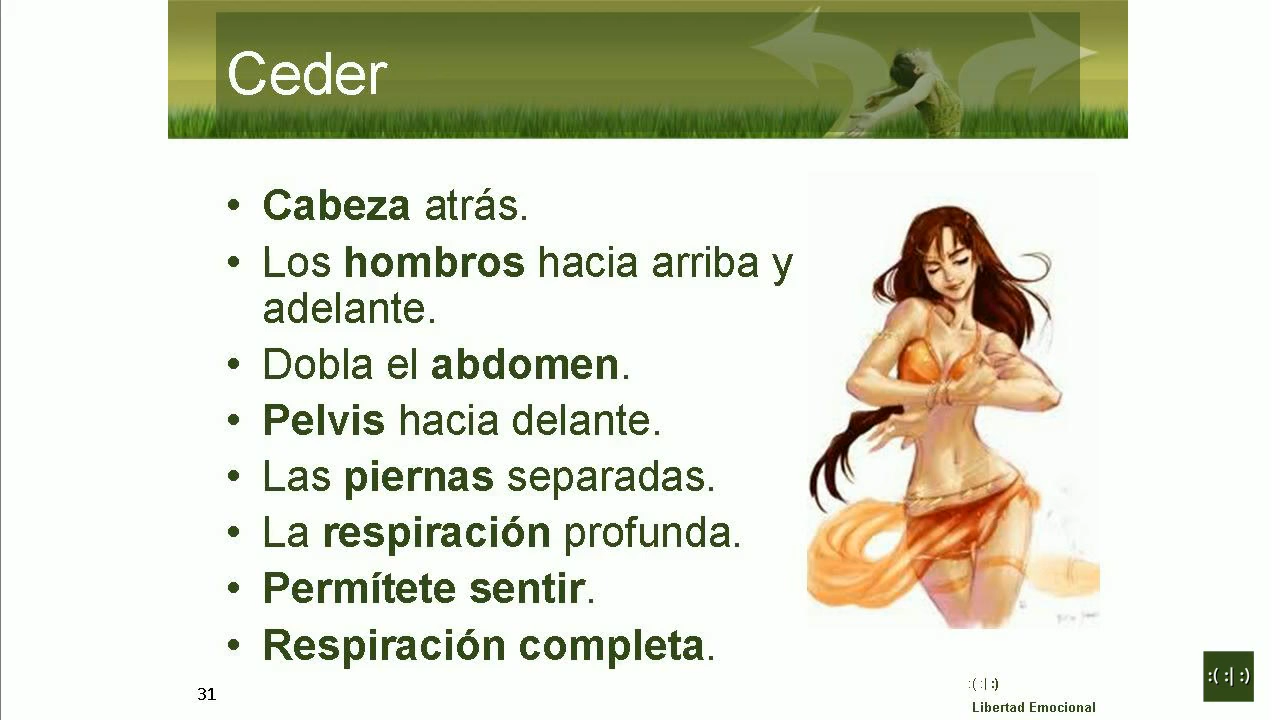 Ceder
• Cabeza atrás.
• Los hombros hacia arriba y
adelante.
• Dobla el abdomen.
• Pelvis hacia delante.
• Las piernas separadas.
• La respiración profunda.
• Permítete sentir.
• Respiración completa.
31
:( :| :)
Libertad Emocional
:( :| :)